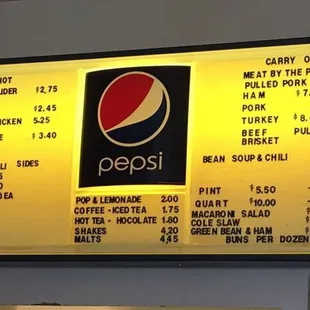 HOT
$2.75
$2.45
5.25
$3.40
SIDES
EA
pepsi
POP & LEMONADE 2.00
COFFEE - ICED TEA 1.75
HOT TEA - HOCOLATE 1.80
SHAKES 4.20
MALTS 4.45
CARRY O
MEAT BY THE P
PULLED PORK
HAM $7.
PORK
TURKEY $8.
BEEF PUL
BRISKET
BEAN SOUP & CHILI
PINT $5.50
QUART $10.00
MACARONI SALAD
COLE SLAW
GREEN BEAN & HAM
BUNS PER DOZEN